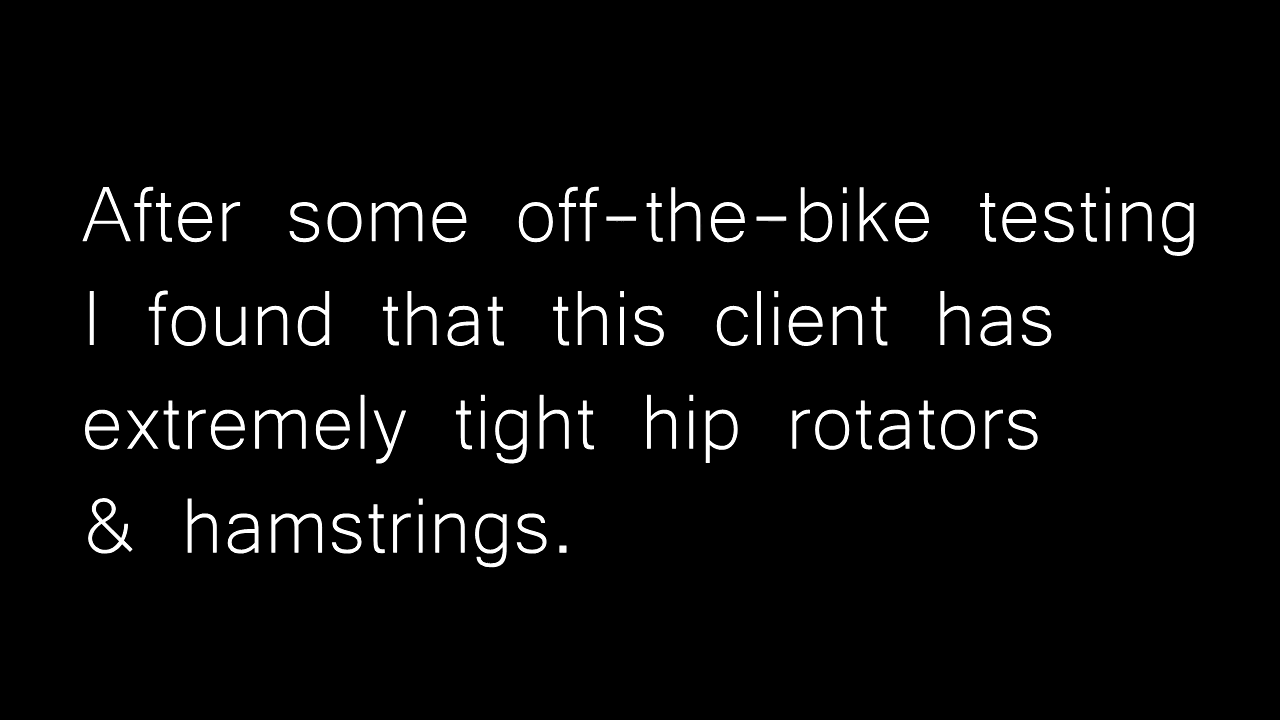 After some off-the-bike testing
I found that this client has
extremely tight hip rotators
& hamstrings.